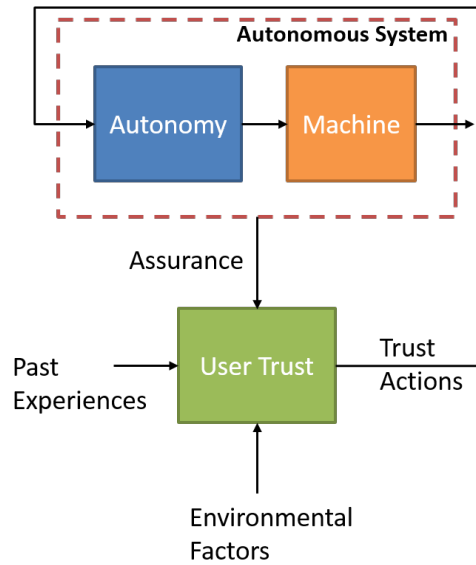 Autonomous System
Autonomy
Machine
Assurance
Past
Experiences
User Trust
Trust
Actions
Environmental
Factors